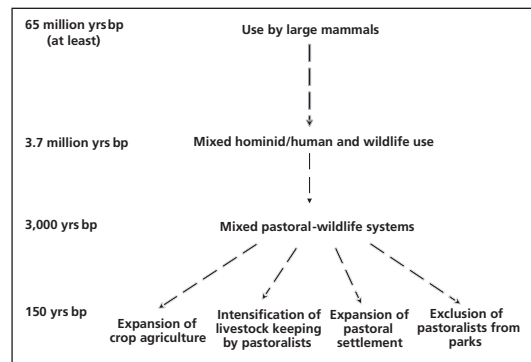 65 million yrs bp
(at least)
Use by large mammals
3.7 million yrs bp
Mixed hominid/human and wildlife use
3,000 yrs bp
Mixed pastoral-wildlife systems
150 yrs bp
Expansion of
crop agriculture
Intensification of
livestock keeping
by pastoralists
Expansion of
pastoral
settlement
Exclusion of
pastoralists from
parks